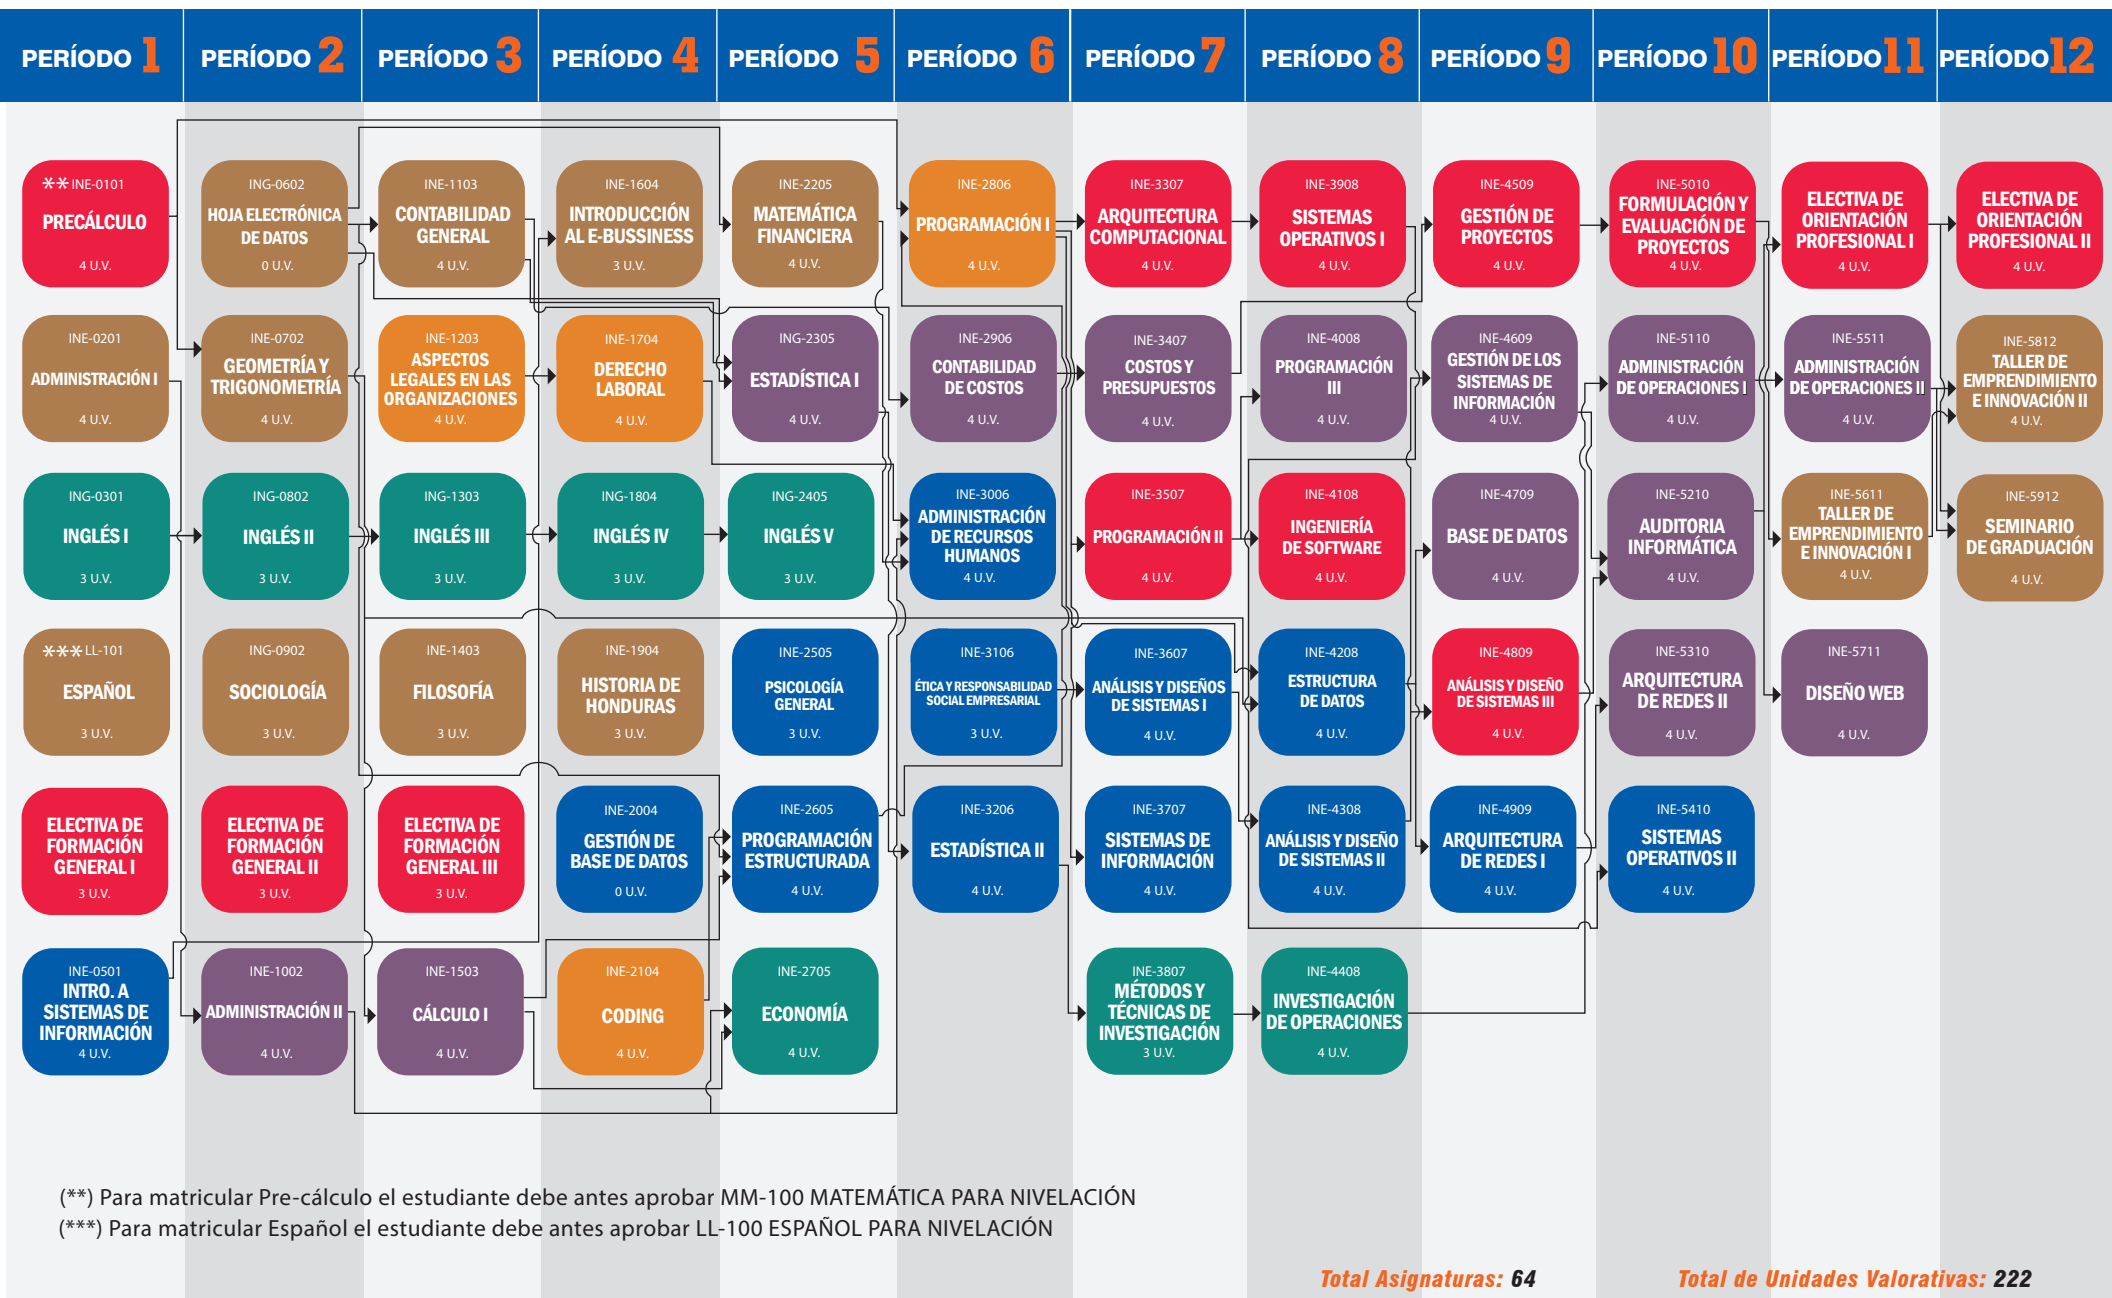 PERÍODO 1
PERÍODO 2
PERÍODO 3
PERÍODO 4
PERÍODO 5
PERÍODO 6
PERÍODO 7
PERÍODO 8
PERÍODO 9
PERÍODO 10
PERÍODO 11
PERÍODO 12
** INE-0101
PRECÁLCULO
4 U.V.
ING-0602
HOJA ELECTRÓNICA
DE DATOS
0 U.V.
INE-1103
CONTABILIDAD
GENERAL
4 U.V.
INE-1604
INTRODUCCIÓN
AL E-BUSSINESS
3 U.V.
INE-2205
MATEMÁTICA
FINANCIERA
4 U.V.
INE-2806
PROGRAMACIÓN I
4 U.V.
INE-3307
ARQUITECTURA
COMPUTACIONAL
4 U.V.
INE-3908
SISTEMAS
OPERATIVOS I
4 U.V.
INE-4509
GESTIÓN DE
PROYECTOS
4 U.V.
INE-5010
FORMULACIÓN Y
EVALUACIÓN DE
PROYECTOS
4 U.V.
ELECTIVA DE
ORIENTACIÓN
PROFESIONAL I
4 U.V.
ELECTIVA DE
ORIENTACIÓN
PROFESIONAL II
4 U.V.
INE-0201
ADMINISTRACIÓN I
4 U.V.
INE-0702
GEOMETRÍA Y
TRIGONOMETRÍA
4 U.V.
INE-1203
ASPECTOS
LEGALES EN LAS
ORGANIZACIONES
4 U.V.
INE-1704
DERECHO
LABORAL
4 U.V.
ING-2305
ESTADÍSTICA I
4 U.V.
INE-2906
CONTABILIDAD
DE COSTOS
4 U.V.
INE-3407
COSTOS Y
PRESUPUESTOS
4 U.V.
INE-4008
PROGRAMACIÓN
III
4 U.V.
INE-4609
GESTIÓN DE LOS
SISTEMAS DE
INFORMACIÓN
4 U.V.
INE-5110
ADMINISTRACIÓN
DE OPERACIONES I
4 U.V.
INE-5511
ADMINISTRACIÓN
DE OPERACIONES II
4 U.V.
INE-5812
TALLER DE
EMPRENDIMIENTO
E INNOVACIÓN II
4 U.V.
ING-0301
INGLÉS I
3 U.V.
ING-0802
INGLÉS II
3 U.V.
ING-1303
INGLÉS III
3 U.V.
ING-1804
INGLÉS IV
3 U.V.
ING-2405
INGLÉS V
3 U.V.
INE-3006
ADMINISTRACIÓN
DE RECURSOS
HUMANOS
4 U.V.
INE-3507
PROGRAMACIÓN II
4 U.V.
INE-4108
INGENIERÍA
DE SOFTWARE
4 U.V.
INE-4709
BASE DE DATOS
4 U.V.
INE-5210
AUDITORIA
INFORMÁTICA
4 U.V.
INE-5611
TALLER DE
EMPRENDIMIENTO
E INNOVACIÓN I
4 U.V.
INE-5912
SEMINARIO
DE GRADUACIÓN
4 U.V.
*** LL-101
ESPAÑOL
3 U.V.
ING-0902
SOCIOLOGÍA
3 U.V.
INE-1403
FILOSOFÍA
3 U.V.
INE-1904
HISTORIA DE
HONDURAS
3 U.V.
INE-2505
PSICOLOGÍA
GENERAL
3 U.V.
INE-3106
ÉTICA Y RESPONSABILIDAD
SOCIAL EMPRESARIAL
3 U.V.
INE-3607
ANÁLISIS Y DISEÑOS
DE SISTEMAS I
4 U.V.
INE-4208
ESTRUCTURA
DE DATOS
4 U.V.
INE-4809
ANÁLISIS Y DISEÑO
DE SISTEMAS III
4 U.V.
INE-5310
ARQUITECTURA
DE REDES II
4 U.V.
INE-5711
DISEÑO WEB
4 U.V.
ELECTIVA DE
FORMACIÓN
GENERAL I
3 U.V.
ELECTIVA DE
FORMACIÓN
GENERAL II
3 U.V.
ELECTIVA DE
FORMACIÓN
GENERAL III
3 U.V.
INE-2004
GESTIÓN DE
BASE DE DATOS
0 U.V.
INE-2605
PROGRAMACIÓN
ESTRUCTURADA
4 U.V.
INE-3206
ESTADÍSTICA II
4 U.V.
INE-3707
SISTEMAS DE
INFORMACIÓN
4 U.V.
INE-4308
ANÁLISIS Y DISEÑO
DE SISTEMAS II
4 U.V.
INE-4909
ARQUITECTURA
DE REDES I
4 U.V.
INE-5410
SISTEMAS
OPERATIVOS II
4 U.V.
INE-0501
INTRO. A
SISTEMAS DE
INFORMACIÓN
4 U.V.
INE-1002
ADMINISTRACIÓN II
4 U.V.
INE-1503
CÁLCULO I
4 U.V.
INE-2104
CODING
4 U.V.
INE-2705
ECONOMÍA
4 U.V.
INE-3807
MÉTODOS Y
TÉCNICAS DE
INVESTIGACIÓN
3 U.V.
INE-4408
INVESTIGACIÓN
DE OPERACIONES
4 U.V.
(**) Para matricular Pre-cálculo el estudiante debe antes aprobar MM-100 MATEMÁTICA PARA NIVELACIÓN
(***) Para matricular Español el estudiante debe antes aprobar LL-100 ESPAÑOL PARA NIVELACIÓN
Total Asignaturas: 64
Total de Unidades Valorativas: 222